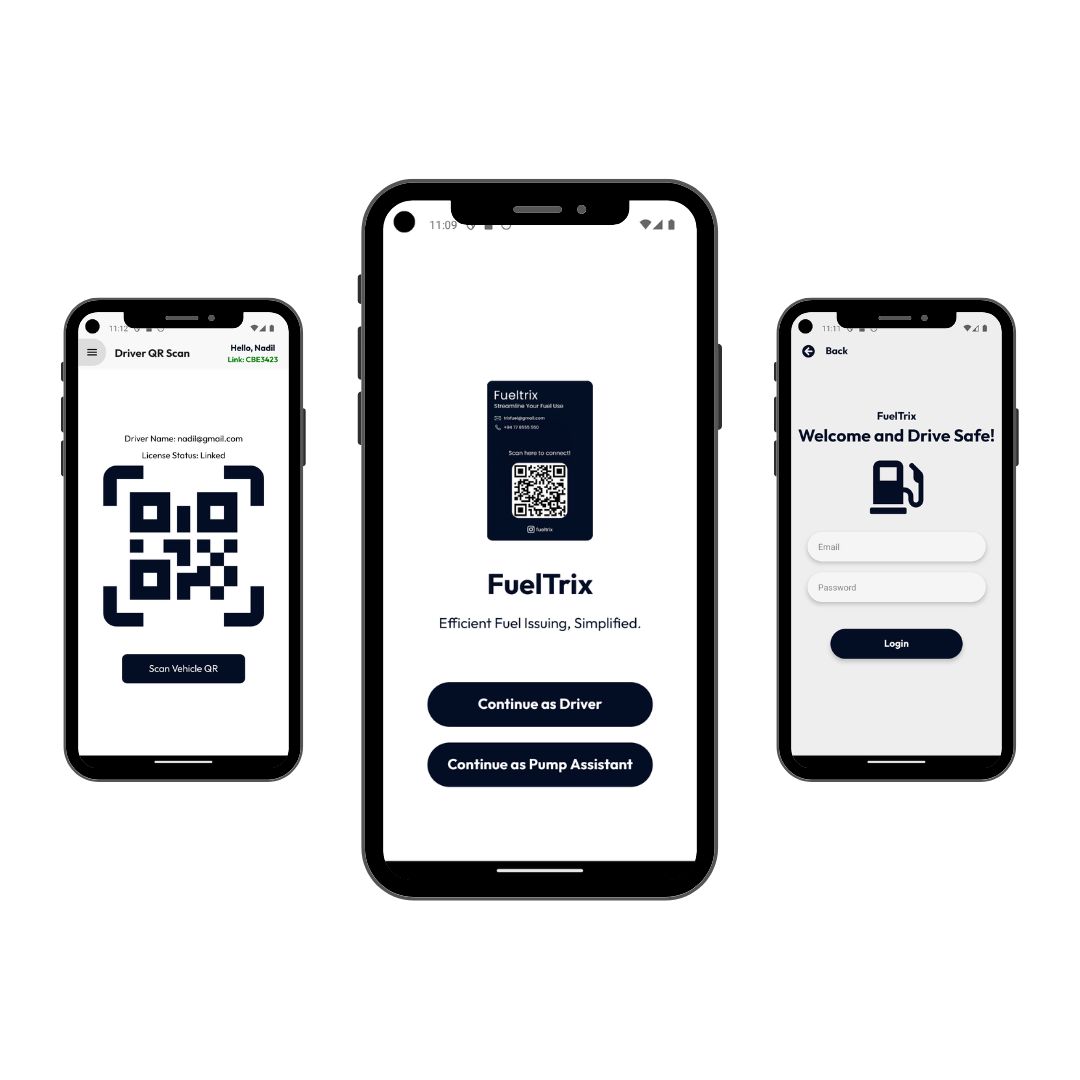 11:12
Driver QR Scan
Hello, Nadil
Link: CBE3423
Driver Name: nadil@gmail.com
License Status: Linked
Scan Vehicle QR
11:09
Fueltrix
Streamline Your Fuel Use
trixfuel@gmail.com
Scan here to connect!
fueltrix
FuelTrix
Efficient Fuel Issuing, Simplified.
Continue as Driver
Continue as Pump Assistant
11:11
Back
FuelTrix
Welcome and Drive Safe!
Email
Password
Login